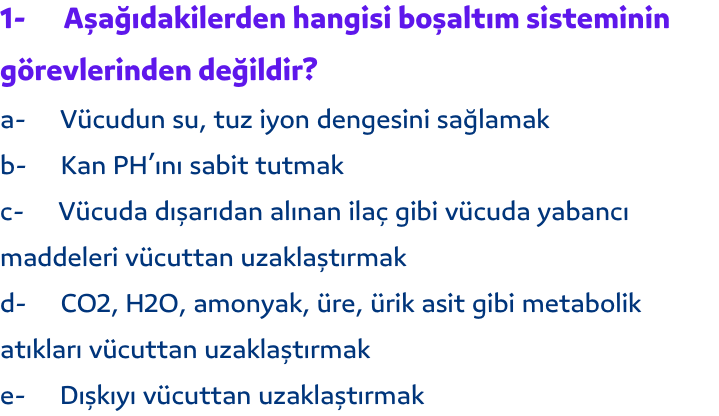 1- Aşağıdakilerden hangisi boşaltım sisteminin
görevlerinden değildir?
a- Vücudun su, tuz iyon dengesini sağlamak
b- Kan PH’ını sabit tutmak
c- Vücuda dışarıdan alınan ilaç gibi vücuda yabancı
maddeleri vücuttan uzaklaştırmak
d- CO2, H2O, amonyak, üre, ürik asit gibi metabolik
atıkları vücuttan uzaklaştırmak
e- Dışkıyı vücuttan uzaklaştırmak